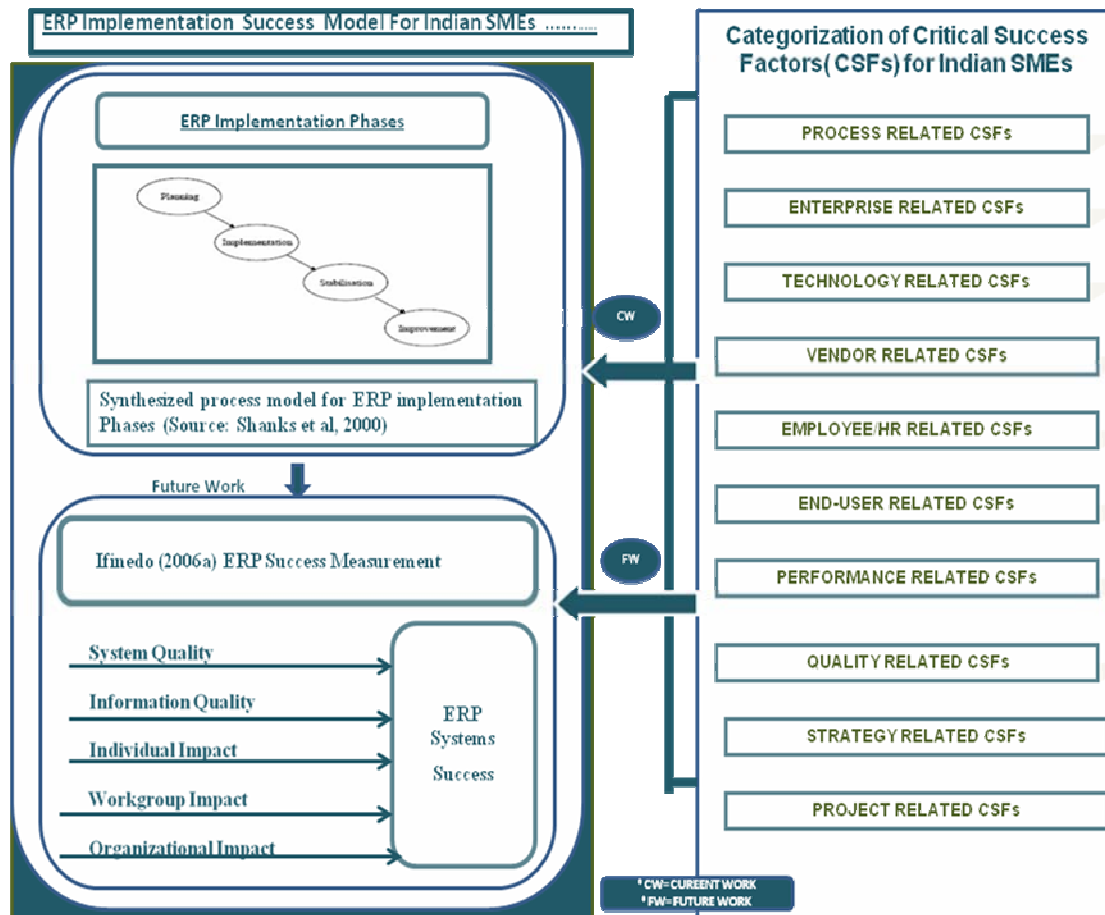 ERP Implementation Success Model For Indian SMEs ..........
ERP Implementation Phases
Planning
Implementation
Stabilisation
Improvement
Synthesized process model for ERP implementation
Phases (Source: Shanks et al, 2000)
Future Work
Ifinedo (2006a) ERP Success Measurement
System Quality
Information Quality
Individual Impact
Workgroup Impact
Organizational Impact
ERP
Systems
Success
CW
FW
Categorization of Critical Success
Factors( CSFs) for Indian SMEs
PROCESS RELATED CSFs
ENTERPRISE RELATED CSFs
TECHNOLOGY RELATED CSFs
VENDOR RELATED CSFs
EMPLOYEE/HR RELATED CSFs
END-USER RELATED CSFs
PERFORMANCE RELATED CSFs
QUALITY RELATED CSFs
STRATEGY RELATED CSFs
PROJECT RELATED CSFs
* CW=CUREENT WORK
* FW=FUTURE WORK